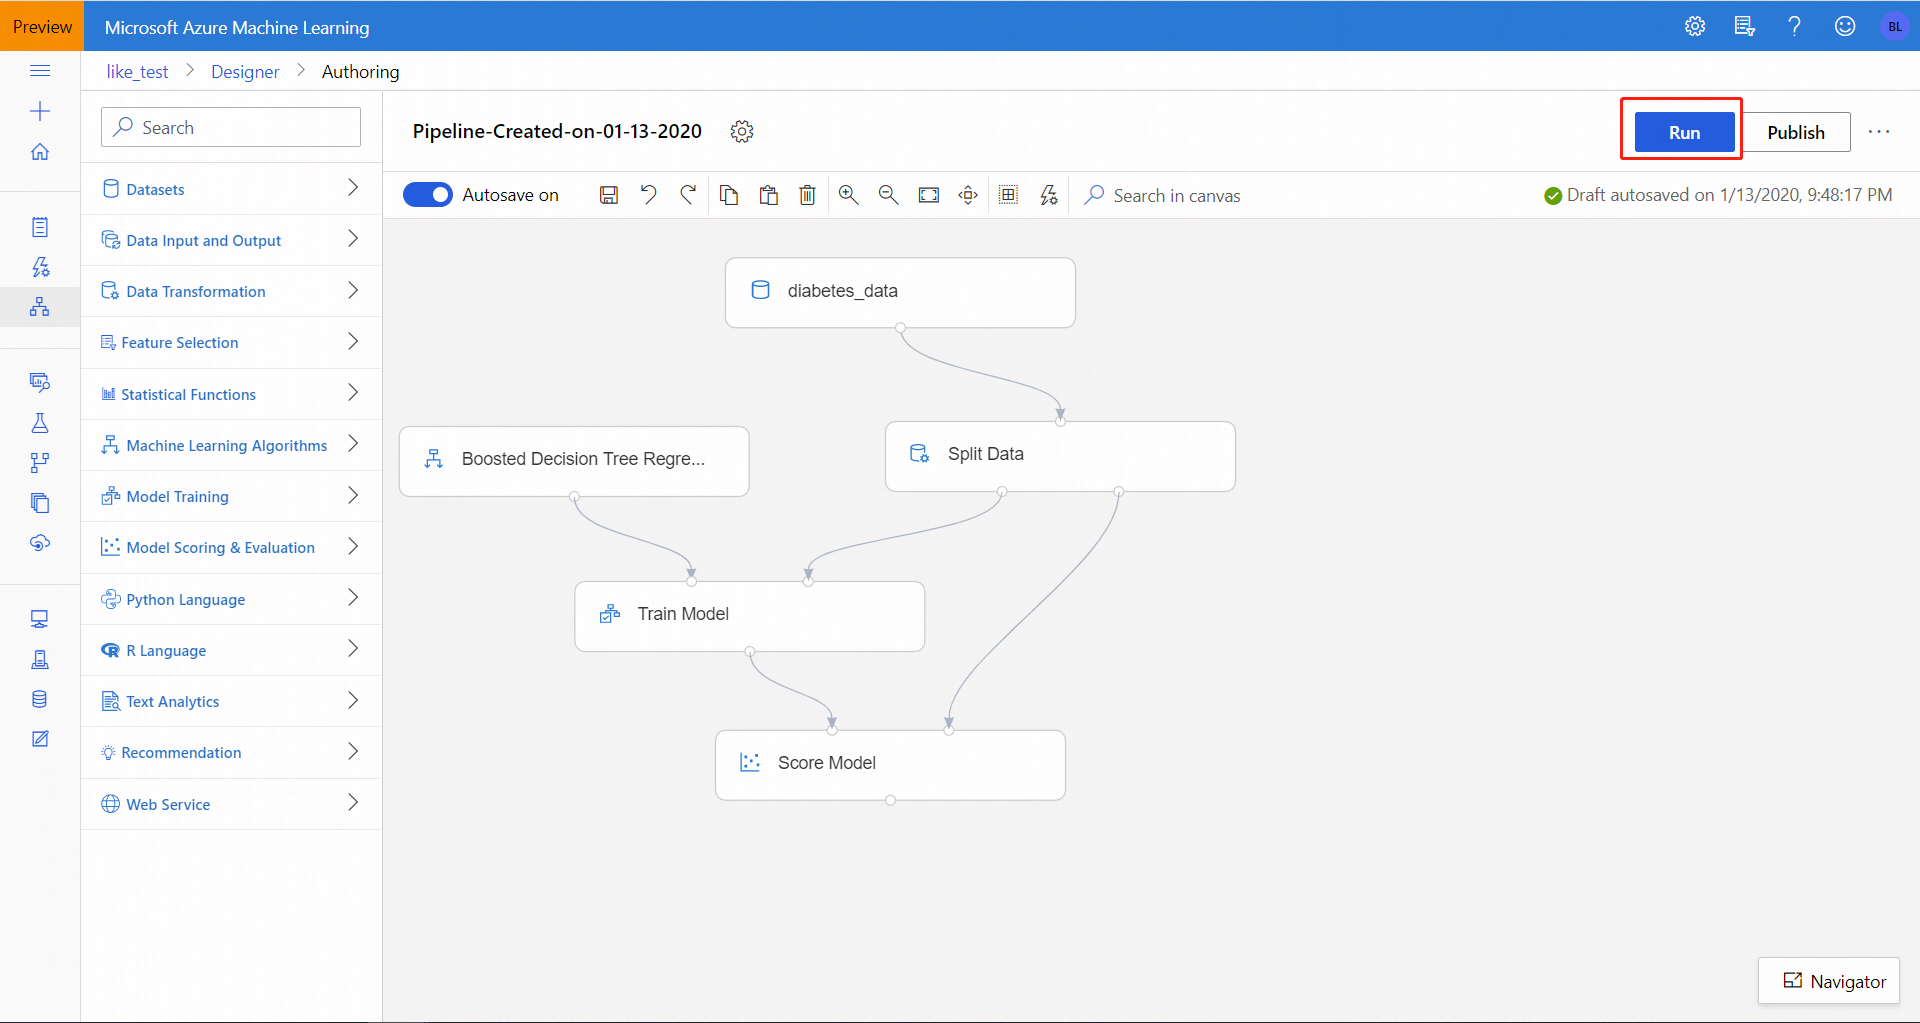 Preview
Microsoft Azure Machine Learning
BL
like_test > Designer > Authoring
Search
Pipeline-Created-on-01-13-2020
Run
Publish
...
Autosave on
Search in canvas
Draft autosaved on 1/13/2020, 9:48:17 PM
Datasets
Data Input and Output
Data Transformation
Feature Selection
Statistical Functions
Machine Learning Algorithms
Model Training
Model Scoring & Evaluation
Python Language
R Language
Text Analytics
Recommendation
Web Service
diabetes_data
Boosted Decision Tree Regre...
Split Data
Train Model
Score Model
Navigator